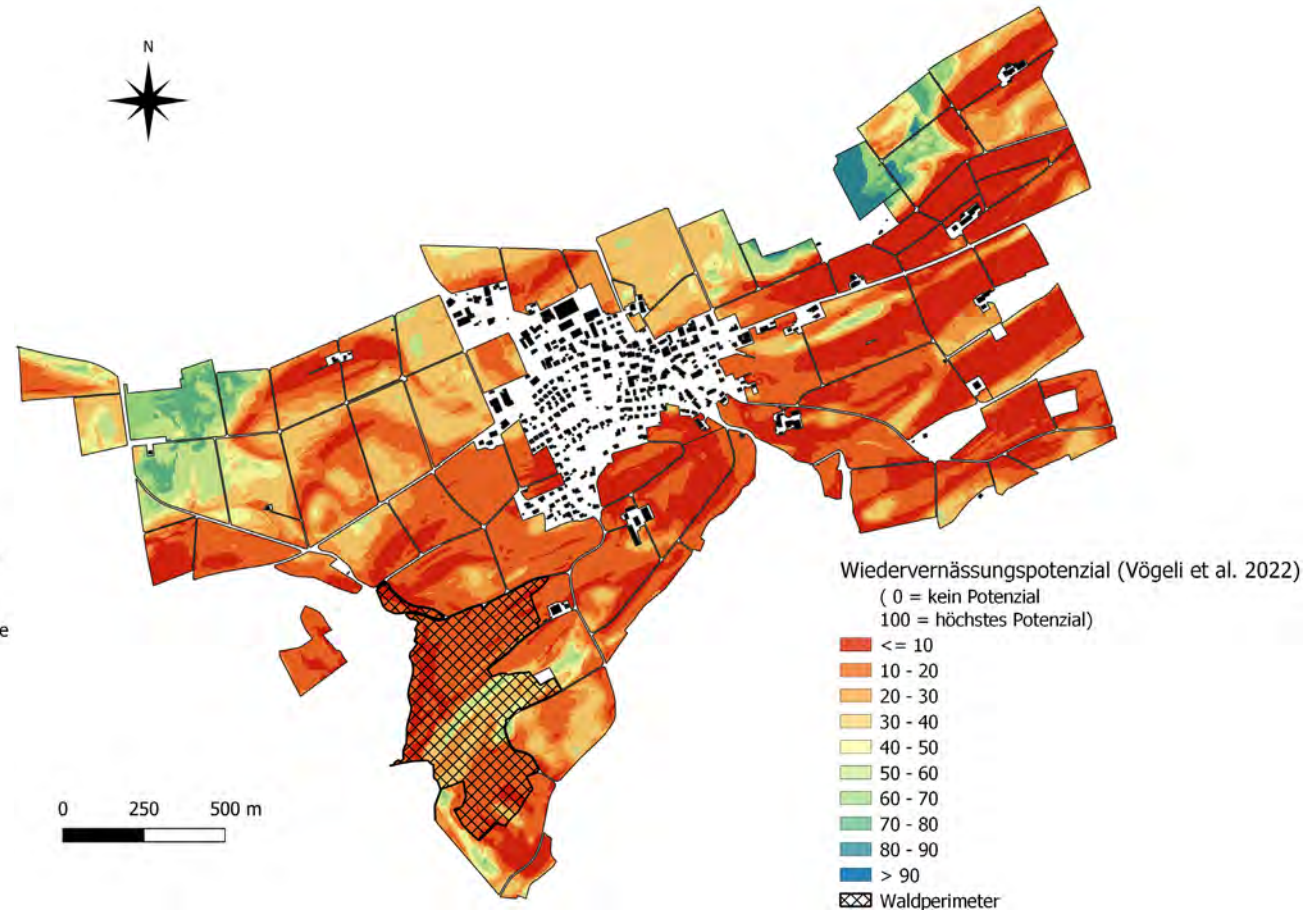 N
e
0 250 500 m
Wiedervernässungspotenzial (Vögeli et al. 2022)
( 0 = kein Potenzial
100 = höchstes Potenzial)
<= 10
10 - 20
20 - 30
30 - 40
40 - 50
50 - 60
60 - 70
70 - 80
80 - 90
> 90
Waldperimeter